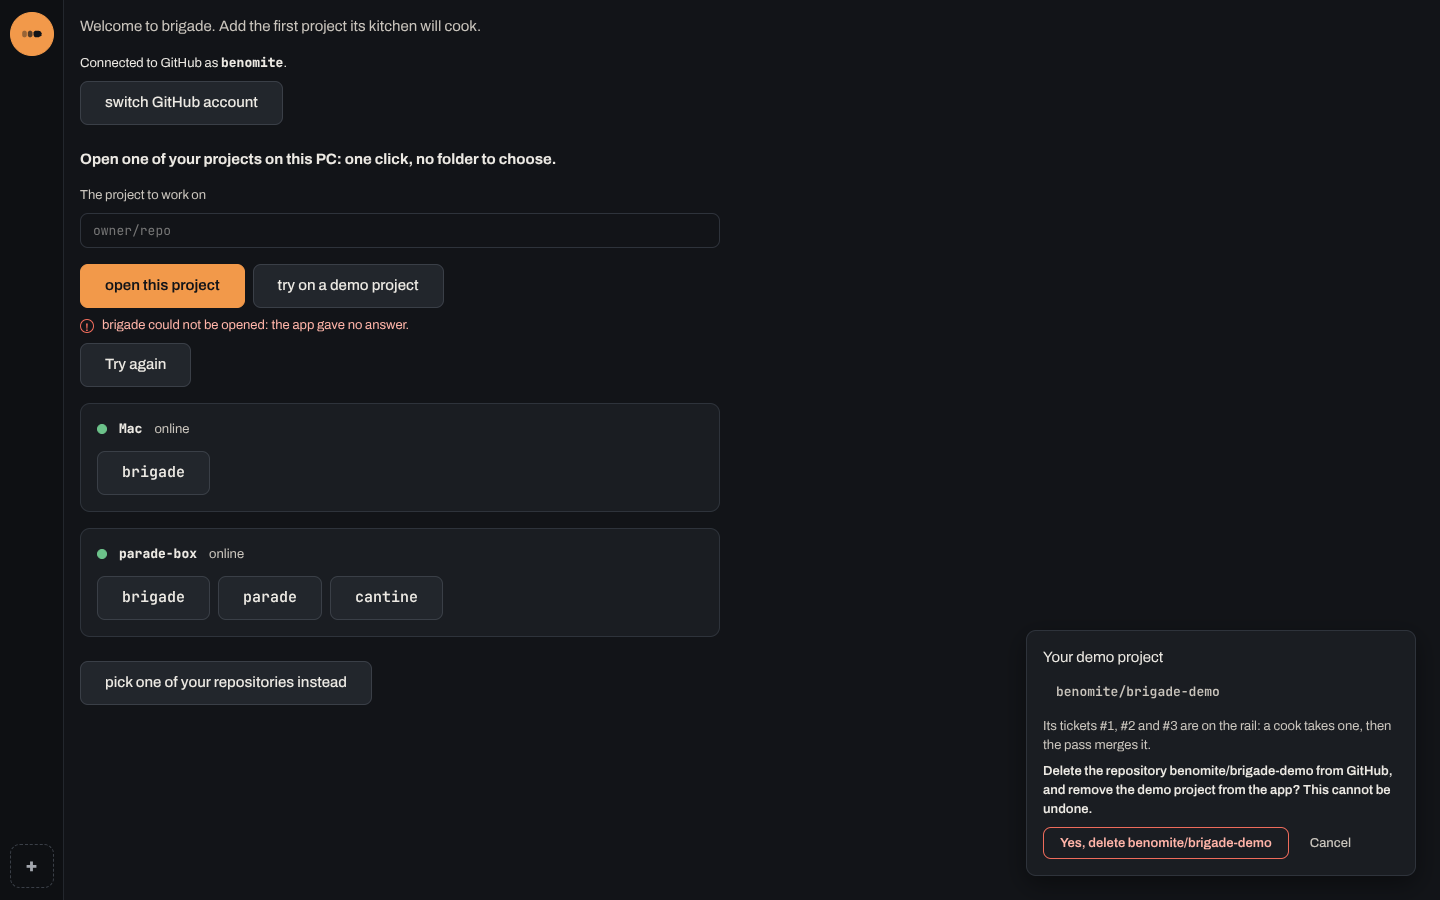 Welcome to brigade. Add the first project its kitchen will cook.
Connected to GitHub as benomite.
switch GitHub account
Open one of your projects on this PC: one click, no folder to choose.
The project to work on
owner/repo
open this project
try on a demo project
brigade could not be opened: the app gave no answer.
Try again
Mac online
brigade
parade-box online
brigade
parade
cantine
pick one of your repositories instead
Your demo project
benomite/brigade-demo
Its tickets #1, #2 and #3 are on the rail: a cook takes one, then
the pass merges it.
Delete the repository benomite/brigade-demo from GitHub,
and remove the demo project from the app? This cannot be
undone.
Yes, delete benomite/brigade-demo
Cancel
+